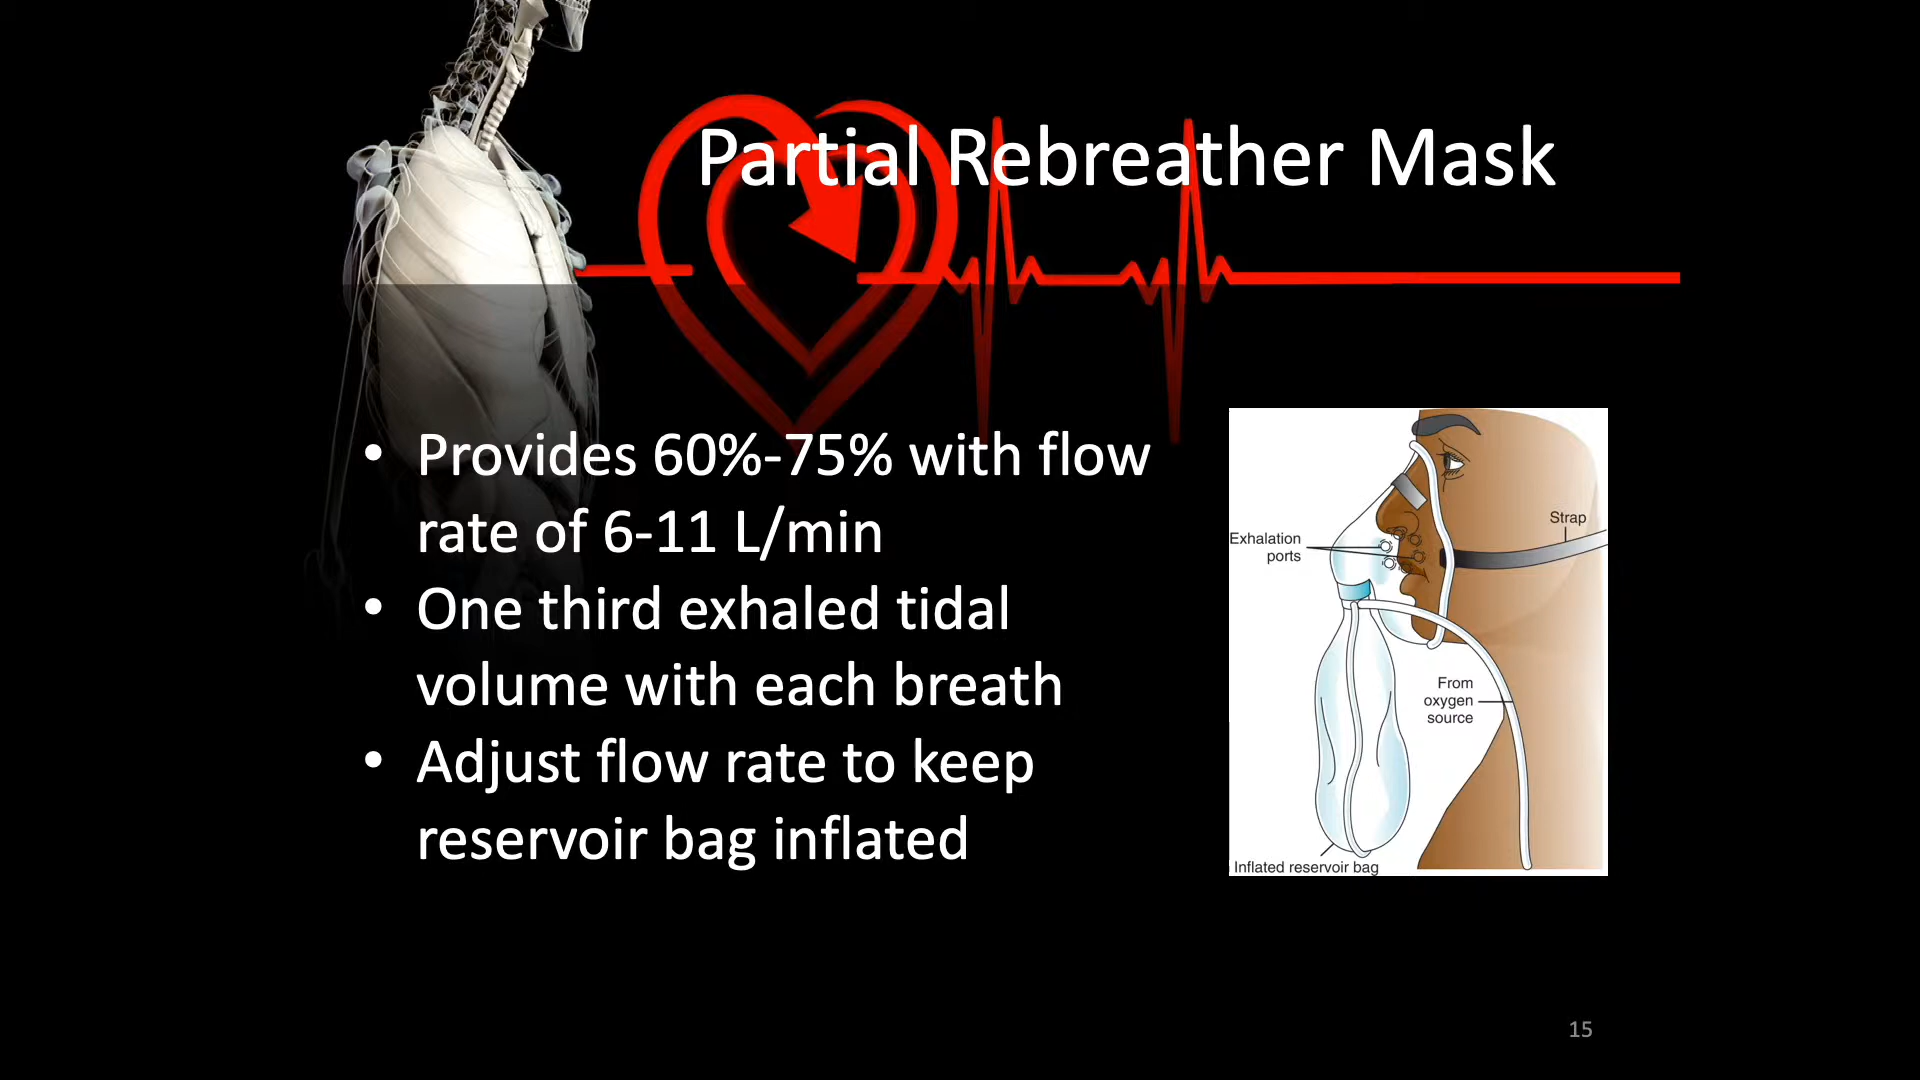 Partial Rebreather Mask
• Provides 60%-75% with flow
rate of 6-11 L/min
• One third exhaled tidal
volume with each breath
• Adjust flow rate to keep
reservoir bag inflated
Exhalation
ports
Strap
From
oxygen
source
Inflated reservoir bag
15